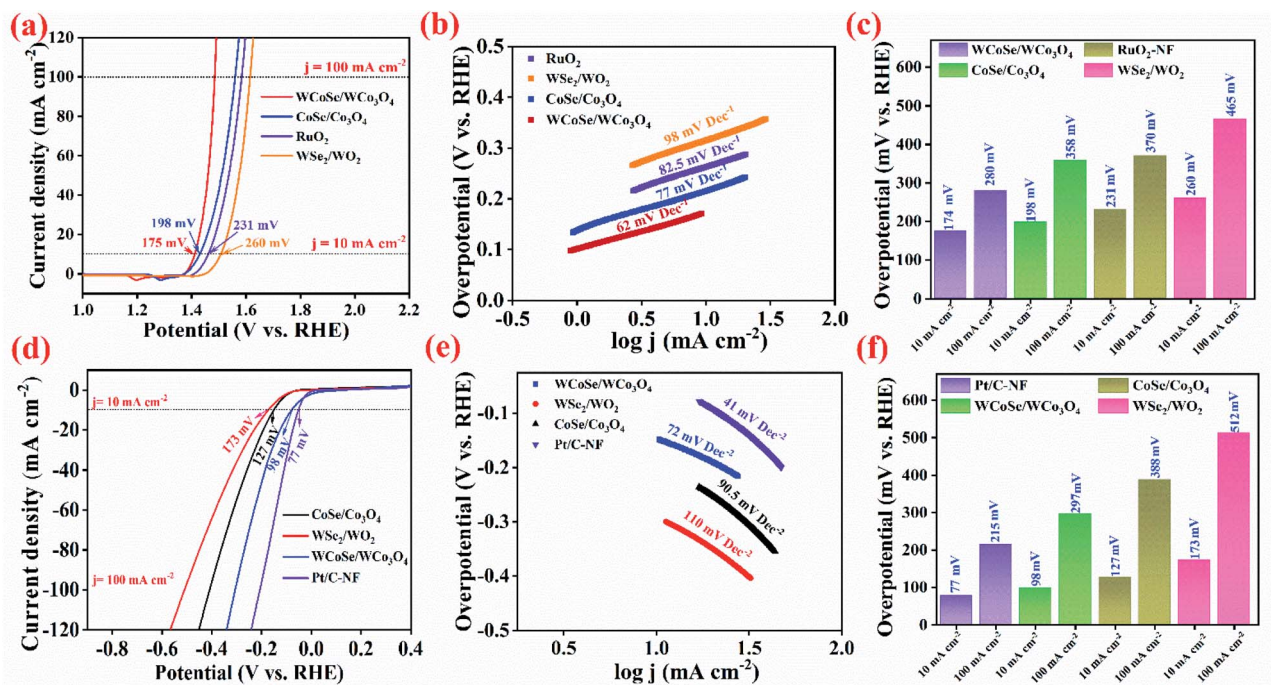 (a)
Current density (mA cm⁻²)
120
100
80
60
40
20
0
j = 100 mA cm⁻²
WCoSe/WCo₃O₄
CoSe/Co₃O₄
RuO₂
WSe₂/WO₂
198 mV
231 mV
175 mV
260 mV
j = 10 mA cm⁻²
1.0 1.2 1.4 1.6 1.8 2.0 2.2
Potential (V vs. RHE)
(b)
Overpotential (V vs. RHE)
0.5
0.4
0.3
0.2
0.1
0.0
RuO₂
WSe₂/WO₂
CoSe/Co₃O₄
WCoSe/WCo₃O₄
98 mV Dec⁻¹
82.5 mV Dec⁻¹
77 mV Dec⁻¹
62 mV Dec⁻¹
-0.5 0.0 0.5 1.0 1.5 2.0
log j (mA cm⁻²)
(c)
Overpotential (mV vs. RHE)
600
500
400
300
200
100
0
WCoSe/WCo₃O₄ RuO₂-NF
CoSe/Co₃O₄ WSe₂/WO₂
174 mV
280 mV
198 mV
358 mV
231 mV
370 mV
260 mV
465 mV
10 mA cm⁻²
100 mA cm⁻²
10 mA cm⁻²
100 mA cm⁻²
10 mA cm⁻²
100 mA cm⁻²
10 mA cm⁻²
100 mA cm⁻²
(d)
Current density (mA cm⁻²)
0
-20
-40
-60
-80
-100
-120
j= 10 mA cm⁻²
173 mV
127 mV
98 mV
77 mV
CoSe/Co₃O₄
WSe₂/WO₂
WCoSe/WCo₃O₄
Pt/C-NF
j= 100 mA cm⁻²
-0.8 -0.6 -0.4 -0.2 0.0 0.2 0.4
Potential (V vs. RHE)
(e)
Overpotential (V vs. RHE)
-0.1
-0.2
-0.3
-0.4
-0.5
WCoSe/WCo₃O₄
WSe₂/WO₂
CoSe/Co₃O₄
Pt/C-NF
41 mV Dec⁻²
72 mV Dec⁻²
90.5 mV Dec⁻²
110 mV Dec⁻²
0.5 1.0 1.5 2.0
log j (mA cm⁻²)
(f)
Overpotential (mV vs. RHE)
600
500
400
300
200
100
0
Pt/C-NF CoSe/Co₃O₄
WCoSe/WCo₃O₄ WSe₂/WO₂
77 mV
215 mV
98 mV
297mV
127 mV
388 mV
173 mV
512mV
10 mA cm⁻²
100 mA cm⁻²
10 mA cm⁻²
100 mA cm⁻²
10 mA cm⁻²
100 mA cm⁻²
10 mA cm⁻²
100 mA cm⁻²